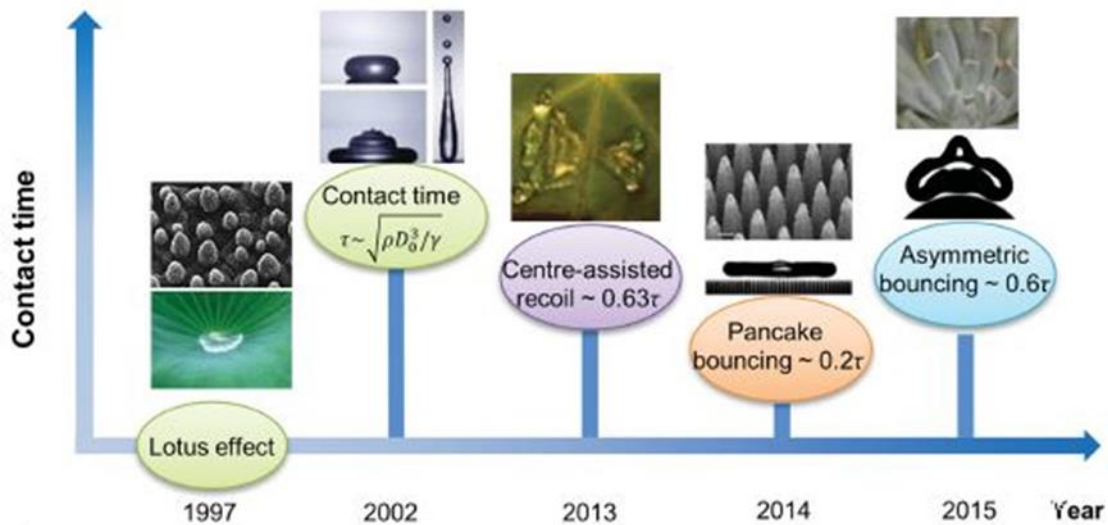 Contact time
Contact time
τ~√ρD₀³/γ
Centre-assisted
recoil ~ 0.63τ
Pancake
bouncing ~ 0.2τ
Asymmetric
bouncing ~ 0.6τ
Lotus effect
1997
2002
2013
2014
2015
Year